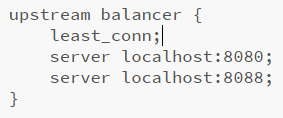 upstream balancer {
    least_conn;
    server localhost:8080;
    server localhost:8088;
}